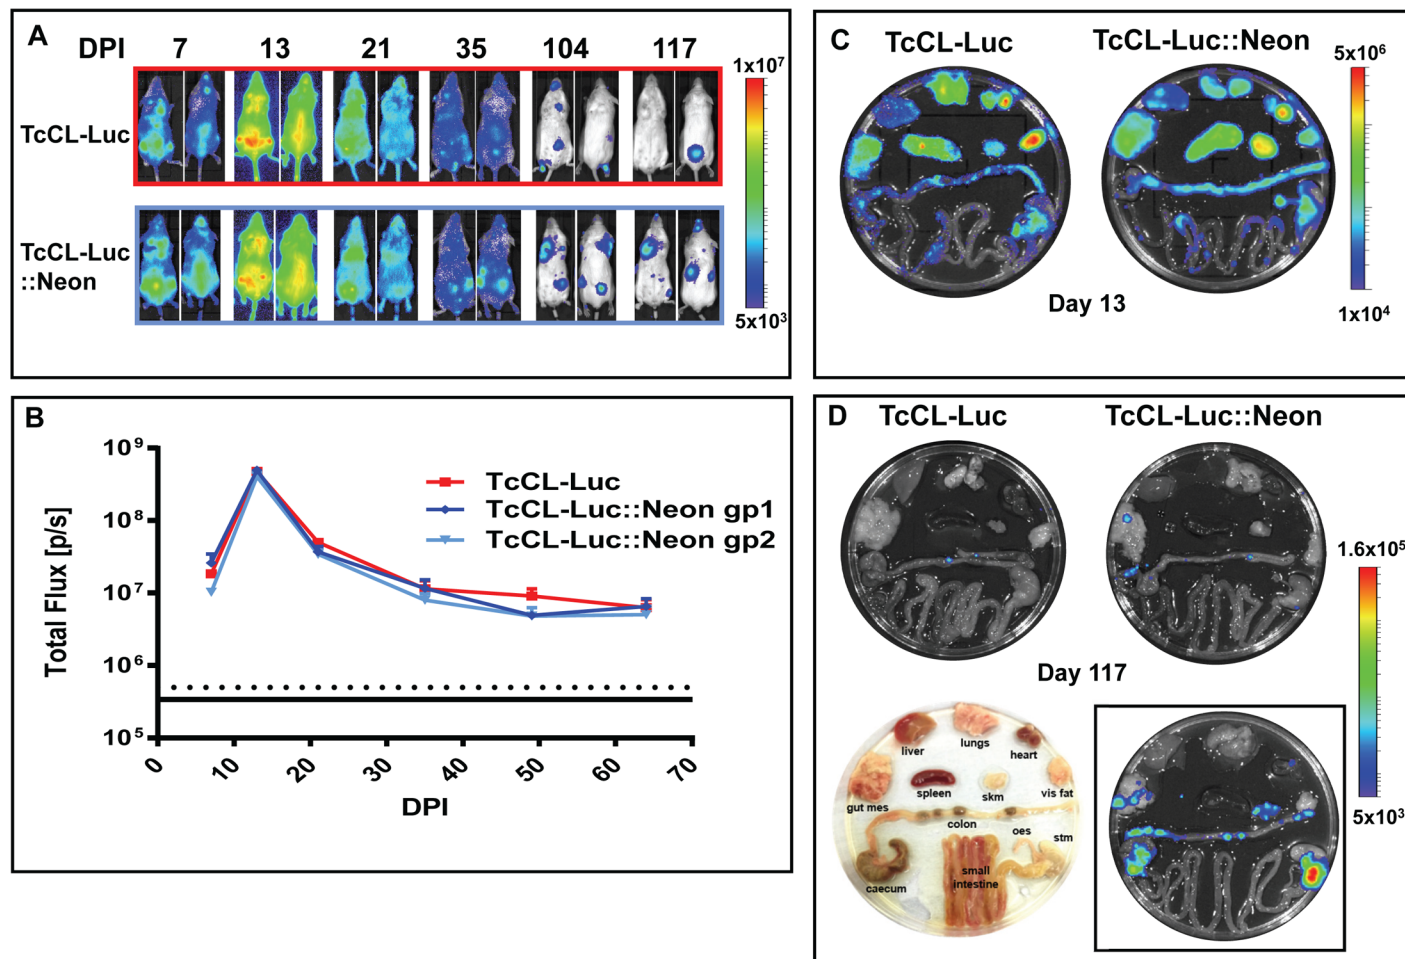 A
DPI 7 13 21 35 104 117
TcCL-Luc
TcCL-Luc
::Neon
1x10⁷
5x10³
B
Total Flux [p/s]
10⁹
10⁸
10⁷
10⁶
10⁵
TcCL-Luc
TcCL-Luc::Neon gp1
TcCL-Luc::Neon gp2
0 10 20 30 40 50 60 70
DPI
C
TcCL-Luc TcCL-Luc::Neon
5x10⁶
1x10⁴
Day 13
D
TcCL-Luc TcCL-Luc::Neon
Day 117
1.6x10⁵
5x10³
liver
lungs
heart
gut mes
spleen
skm
vis fat
colon
oes
stm
caecum
small
intestine